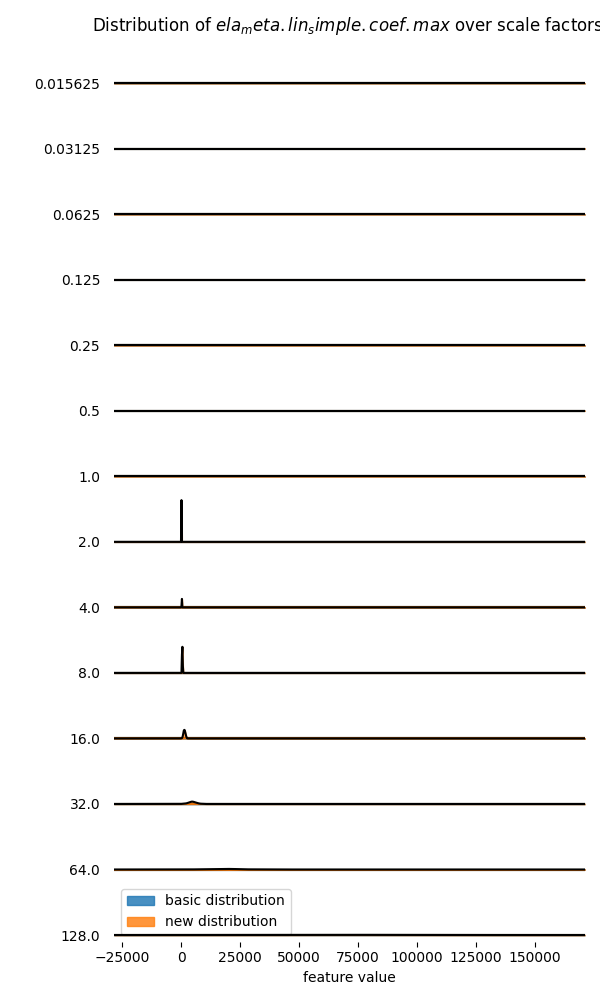 Distribution of ela_meta.lin_simple.coef.max over scale factors
0.015625
0.03125
0.0625
0.125
0.25
0.5
1.0
2.0
4.0
8.0
16.0
32.0
64.0
basic distribution
new distribution
128.0
−25000 0 25000 50000 75000 100000 125000 150000
feature value